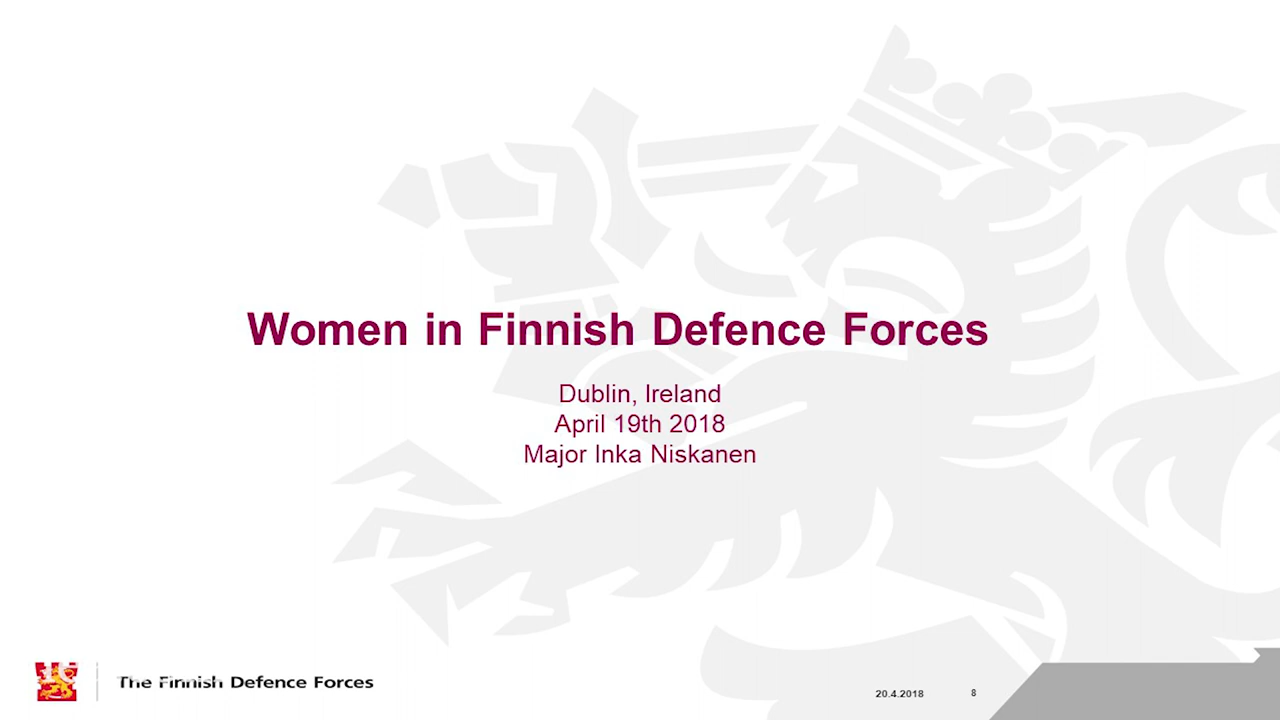 Women in Finnish Defence Forces
Dublin, Ireland
April 19th 2018
Major Inka Niskanen
The Finnish Defence Forces
20.4.2018
8